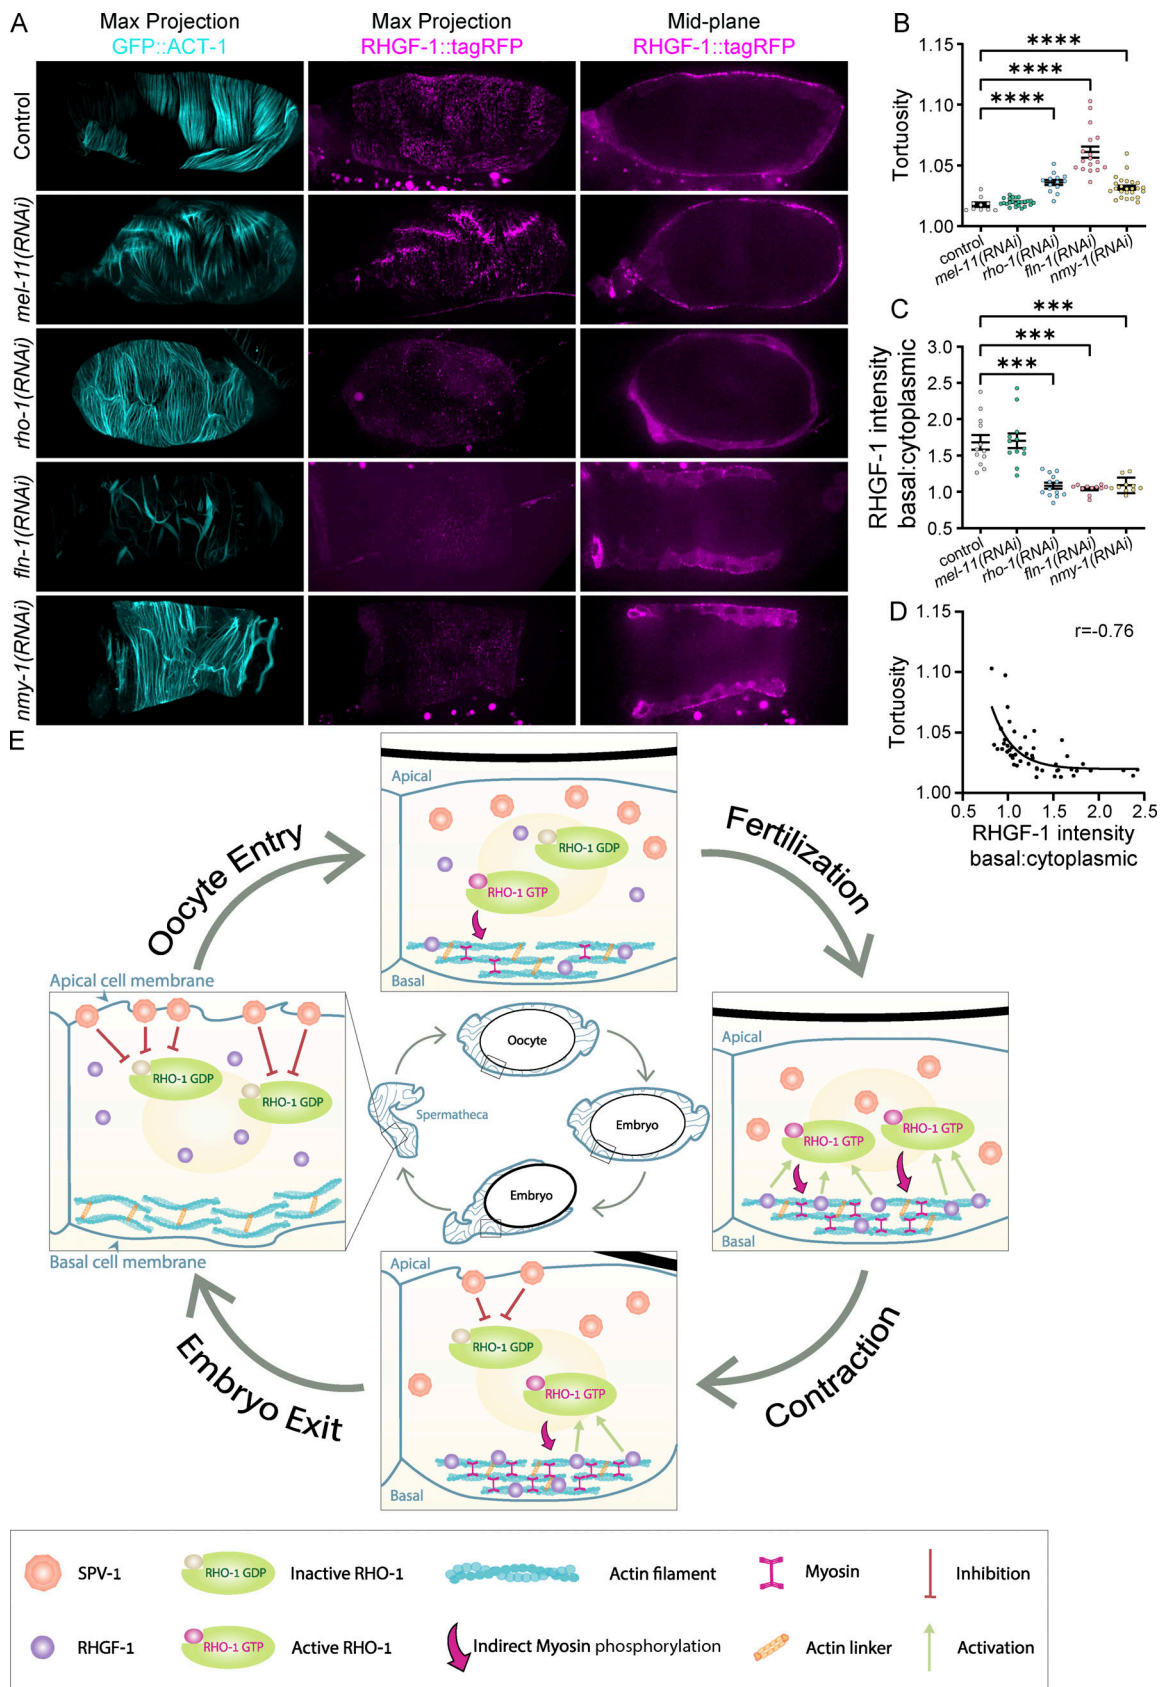 A
Max Projection
GFP::ACT-1
Max Projection
RHGF-1::tagRFP
Mid-plane
RHGF-1::tagRFP
Control
mel-11(RNAi)
rho-1(RNAi)
fln-1(RNAi)
nmy-1(RNAi)
B
Tortuosity
1.15
1.10
1.05
1.00
****
****
****
control
mel-11(RNAi)
rho-1(RNAi)
fln-1(RNAi)
nmy-1(RNAi)
C
RHGF-1 intensity
basal:cytoplasmic
3.0
2.5
2.0
1.5
1.0
0.5
***
***
***
control
mel-11(RNAi)
rho-1(RNAi)
fln-1(RNAi)
nmy-1(RNAi)
D
Tortuosity
1.15
1.10
1.05
1.00
r=-0.76
0.5
1.0
1.5
2.0
2.5
RHGF-1 intensity
basal:cytoplasmic
E
Oocyte Entry
Apical
RHO-1 GDP
RHO-1 GTP
Basal
Fertilization
Apical cell membrane
RHO-1 GDP
RHO-1 GDP
Basal cell membrane
Oocyte
Spermatheca
Embryo
Embryo
Apical
RHO-1 GTP
RHO-1 GTP
Basal
Apical
RHO-1 GDP
RHO-1 GTP
Basal
Embryo Exit
Contraction
SPV-1
RHO-1 GDP
Inactive RHO-1
Actin filament
Myosin
Inhibition
RHGF-1
RHO-1 GTP
Active RHO-1
Indirect Myosin phosphorylation
Actin linker
Activation